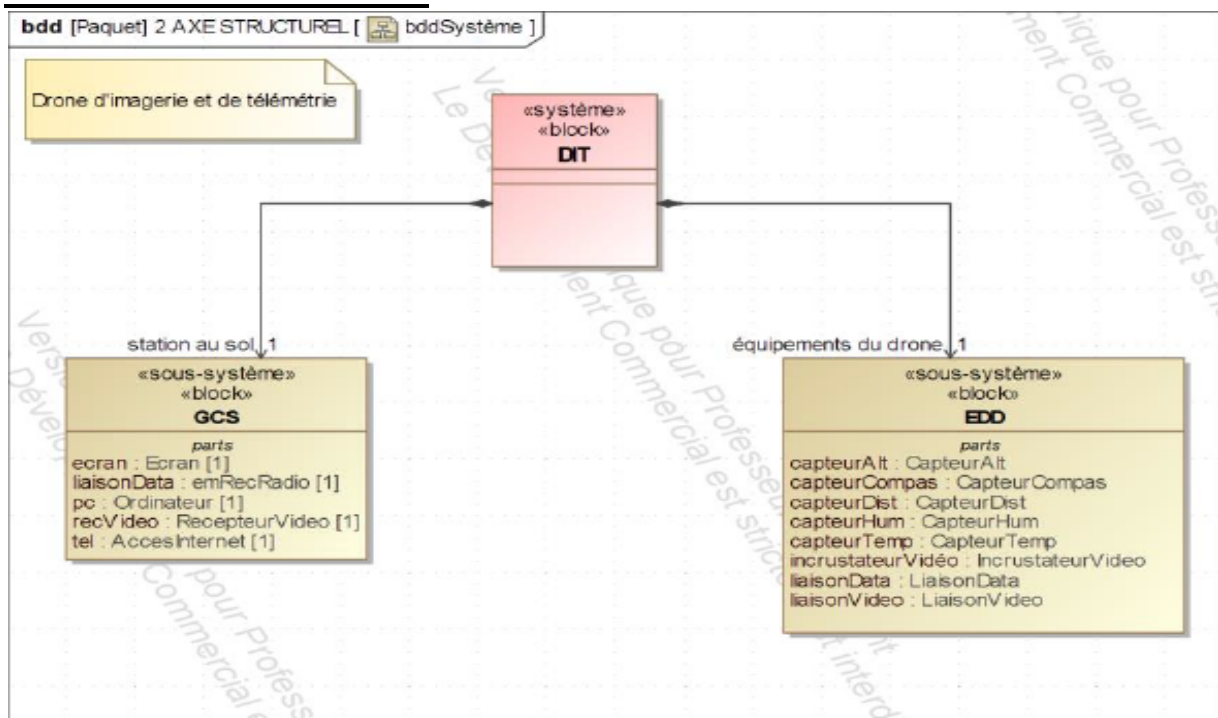 bdd [Paquet] 2 AXE STRUCTUREL [ bddSystème ]
Drone d'imagerie et de télémétrie
«système»
«block»
DIT
station au sol 1
équipements du drone 1
«sous-système»
«block»
GCS
parts
ecran : Ecran [1]
liaisonData : emRecRadio [1]
pc : Ordinateur [1]
recVideo : RecepteurVideo [1]
tel : AccesInternet [1]
«sous-système»
«block»
EDD
parts
capteurAlt : CapteurAlt
capteurCompas : CapteurCompas
capteurDist : CapteurDist
capteurHum : CapteurHum
capteurTemp : CapteurTemp
incrustateurVidéo : IncrustateurVideo
liaisonData : LiaisonData
liaisonVideo : LiaisonVideo